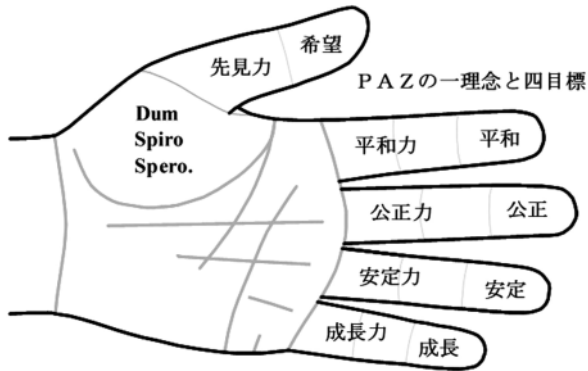 先見力 希望
PAZの一理念と四目標
Dum
Spiro
Spero.
平和力 平和
公正力 公正
安定力 安定
成長力 成長